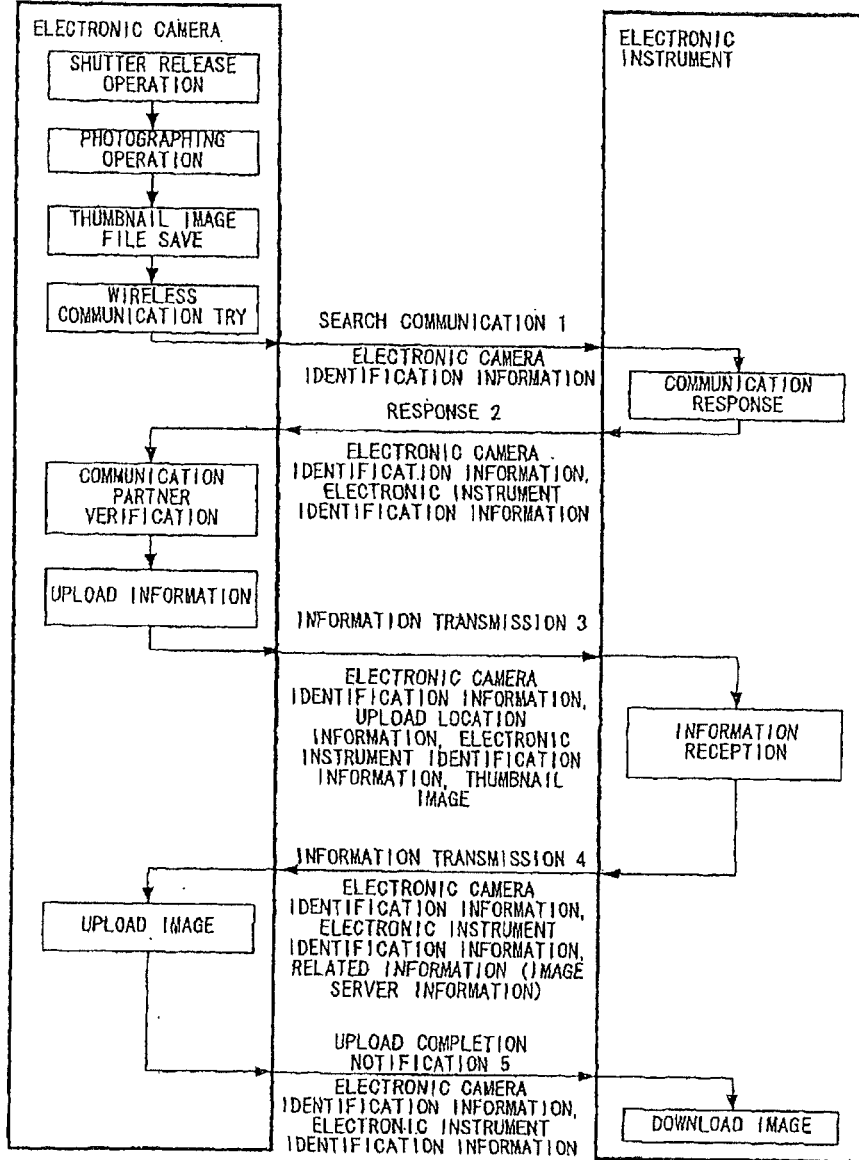 ELECTRONIC CAMERA
ELECTRONIC
INSTRUMENT
SHUTTER RELEASE
OPERATION
PHOTOGRAPHING
OPERATION
THUMBNAIL IMAGE
FILE SAVE
WIRELESS
COMMUNICATION TRY
SEARCH COMMUNICATION 1
ELECTRONIC CAMERA
IDENTIFICATION INFORMATION
COMMUNICATION
RESPONSE
RESPONSE 2
ELECTRONIC CAMERA
IDENTIFICATION INFORMATION,
ELECTRONIC INSTRUMENT
IDENTIFICATION INFORMATION
COMMUNICATION
PARTNER
VERIFICATION
UPLOAD INFORMATION
INFORMATION TRANSMISSION 3
ELECTRONIC CAMERA
IDENTIFICATION INFORMATION,
UPLOAD LOCATION
INFORMATION, ELECTRONIC
INSTRUMENT IDENTIFICATION
INFORMATION, THUMBNAIL
IMAGE
INFORMATION
RECEPTION
INFORMATION TRANSMISSION 4
ELECTRONIC CAMERA
IDENTIFICATION INFORMATION,
ELECTRONIC INSTRUMENT
IDENTIFICATION INFORMATION,
RELATED INFORMATION (IMAGE
SERVER INFORMATION)
UPLOAD IMAGE
UPLOAD COMPLETION
NOTIFICATION 5
ELECTRONIC CAMERA
IDENTIFICATION INFORMATION,
ELECTRONIC INSTRUMENT
IDENTIFICATION INFORMATION
DOWNLOAD IMAGE